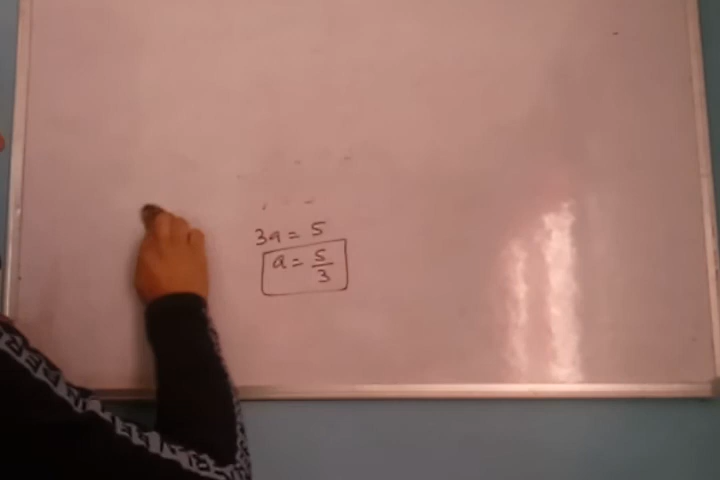 3a = 5
a = 5/3